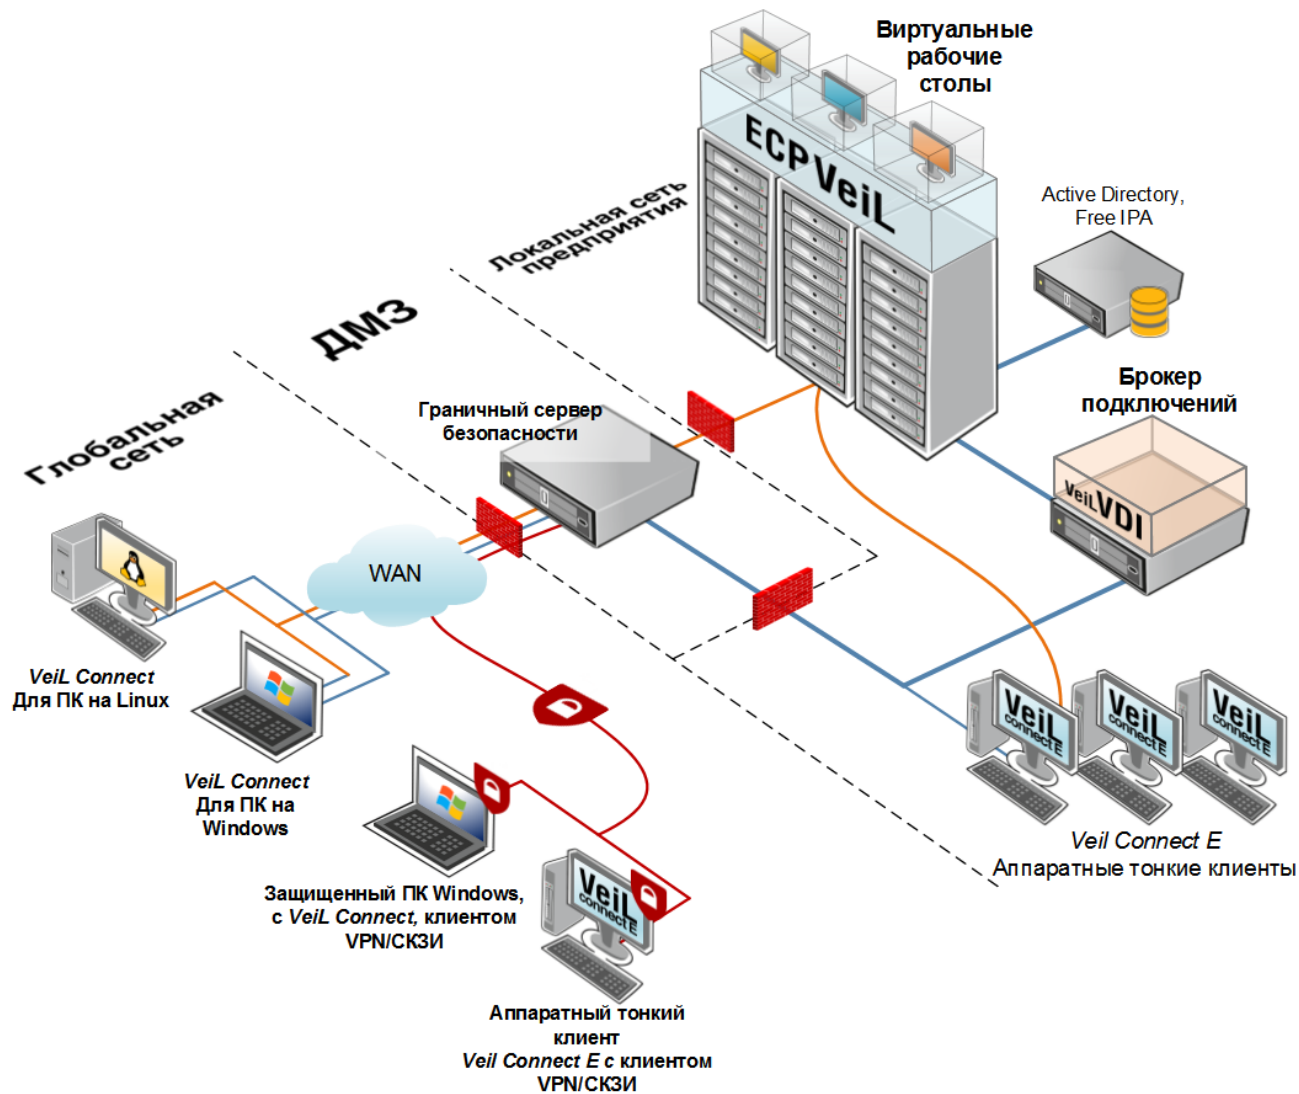 Виртуальные
рабочие
столы
ECP VeiL
Active Directory,
Free IPA
Локальная сеть
предприятия
ДМЗ
Глобальная
сеть
Граничный сервер
безопасности
Брокер
подключений
VeiL VDI
WAN
VeiL Connect
Для ПК на Linux
VeiL Connect
Для ПК на
Windows
VeiL
connect E
VeiL
connect E
VeiL
connect E
Veil Connect E
Аппаратные тонкие клиенты
Защищенный ПК Windows,
с VeiL Connect, клиентом
VPN/СКЗИ
VeiL
connect E
Аппаратный тонкий
клиент
Veil Connect E с клиентом
VPN/СКЗИ